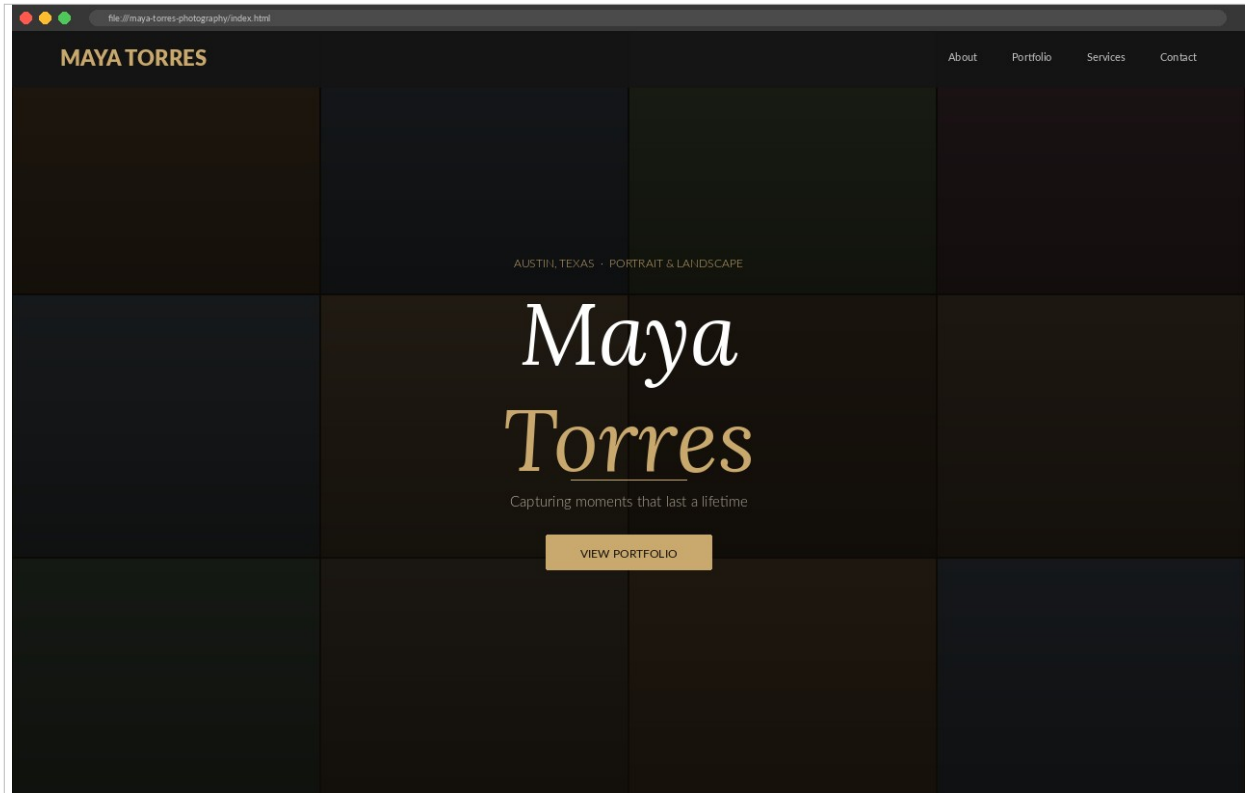 file:///maya-torres-photography/index.html
MAYA TORRES
About Portfolio Services Contact
AUSTIN, TEXAS · PORTRAIT & LANDSCAPE
Maya
Torres
Capturing moments that last a lifetime
VIEW PORTFOLIO